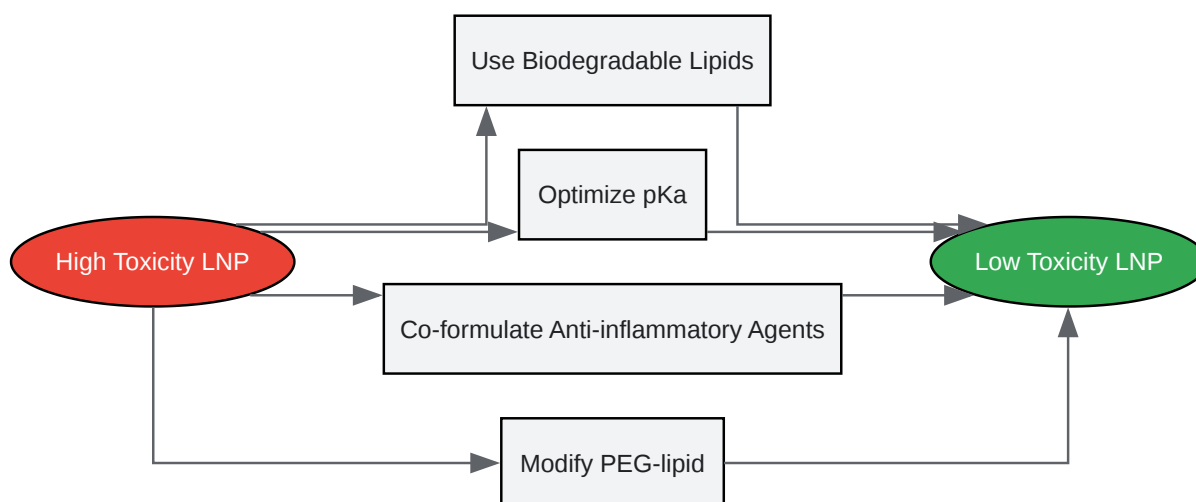 Use Biodegradable Lipids
Optimize pKa
High Toxicity LNP
Low Toxicity LNP
Co-formulate Anti-inflammatory Agents
Modify PEG-lipid